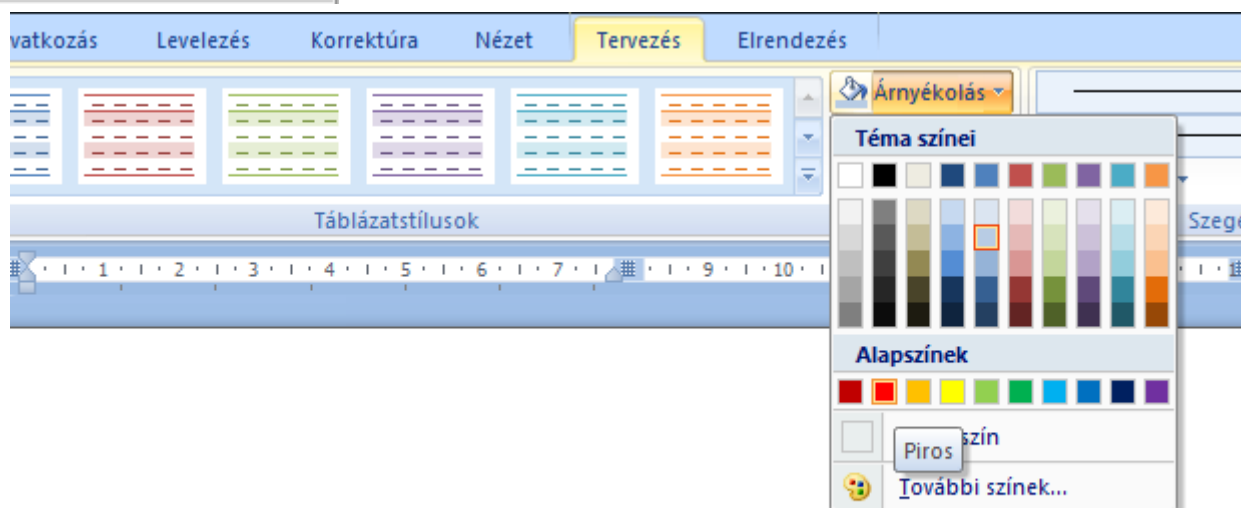 vatkozás Levelezés Korrektúra Nézet Tervezés Elrendezés
Árnyékolás
Téma színei
Táblázatstílusok
Szeg
1 2 3 4 5 6 7 9 10
Alapszínek
szín
Piros
További színek...